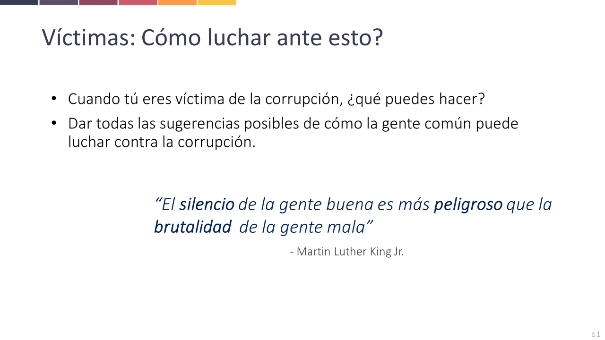 Víctimas: Cómo luchar ante esto?
• Cuando tú eres víctima de la corrupción, ¿qué puedes hacer?
• Dar todas las sugerencias posibles de cómo la gente común puede
luchar contra la corrupción.
“El silencio de la gente buena es más peligroso que la
brutalidad de la gente mala”
- Martin Luther King Jr.
61